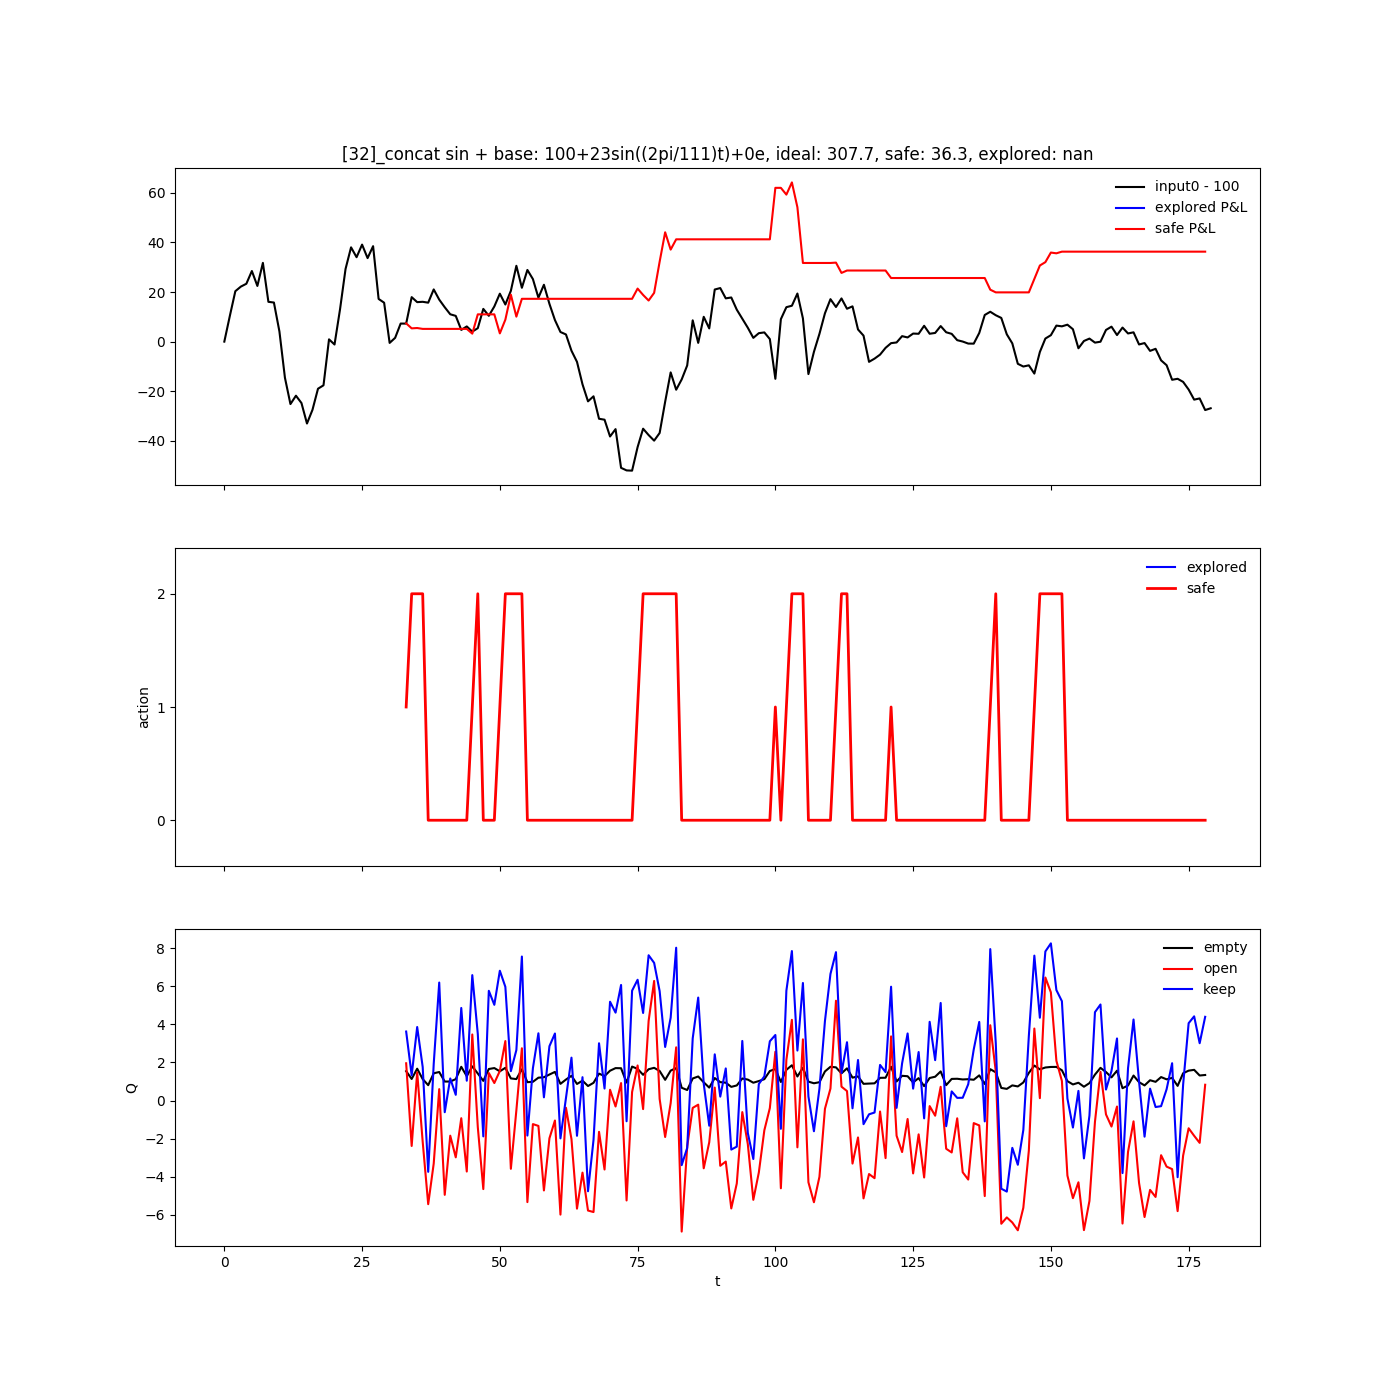 [32]_concat sin + base: 100+23sin((2pi/111)t)+0e, ideal: 307.7, safe: 36.3, explored: nan
60
40
20
0
−20
−40
input0 - 100
explored P&L
safe P&L
action
2
1
0
explored
safe
Q
8
6
4
2
0
−2
−4
−6
empty
open
keep
0 25 50 75 100 125 150 175
t